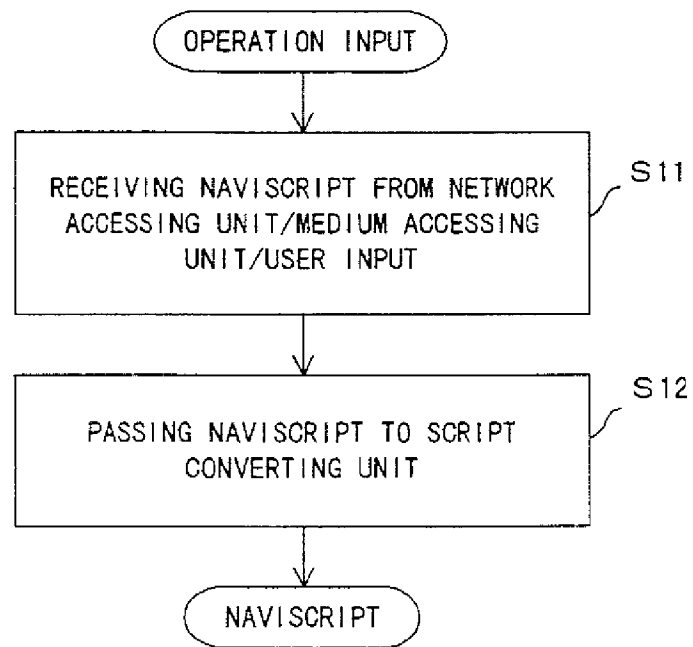 OPERATION INPUT
RECEIVING NAVISCRIPT FROM NETWORK
ACCESSING UNIT/MEDIUM ACCESSING
UNIT/USER INPUT
S11
PASSING NAVISCRIPT TO SCRIPT
CONVERTING UNIT
S12
NAVISCRIPT